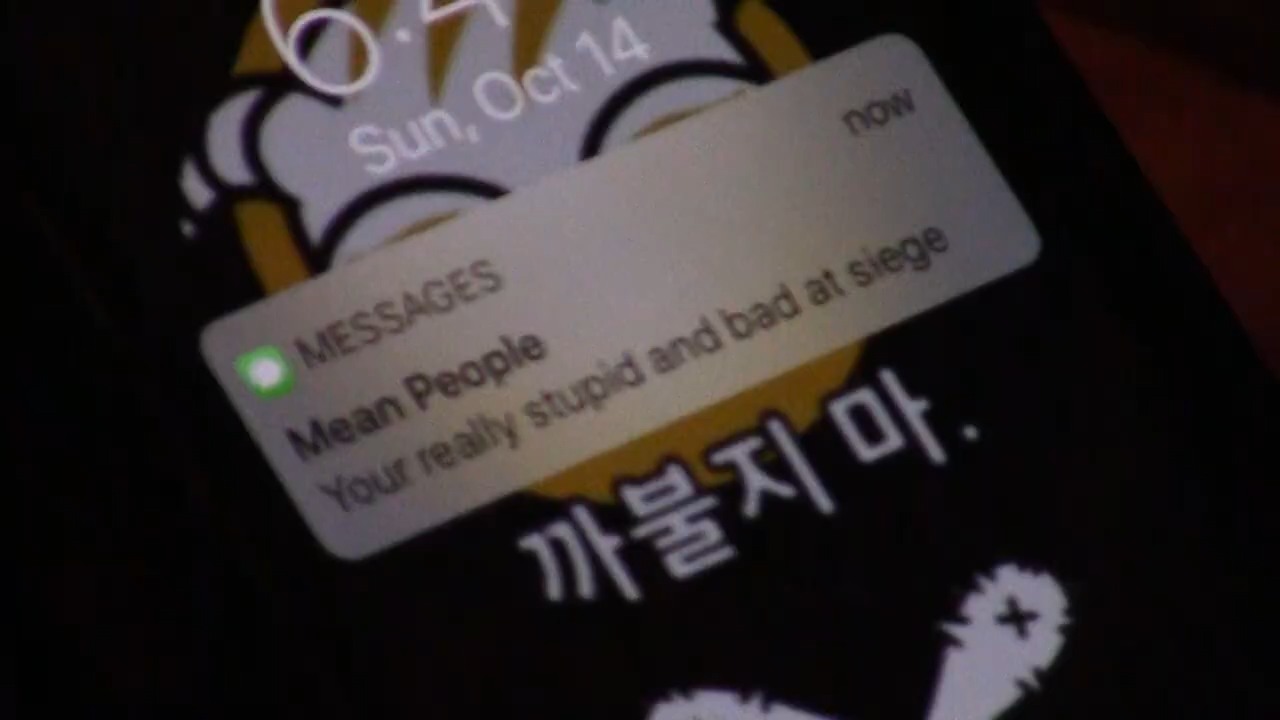 Sun, Oct 14
now
MESSAGES
Mean People
Your really stupid and bad at siege
까불지 마.